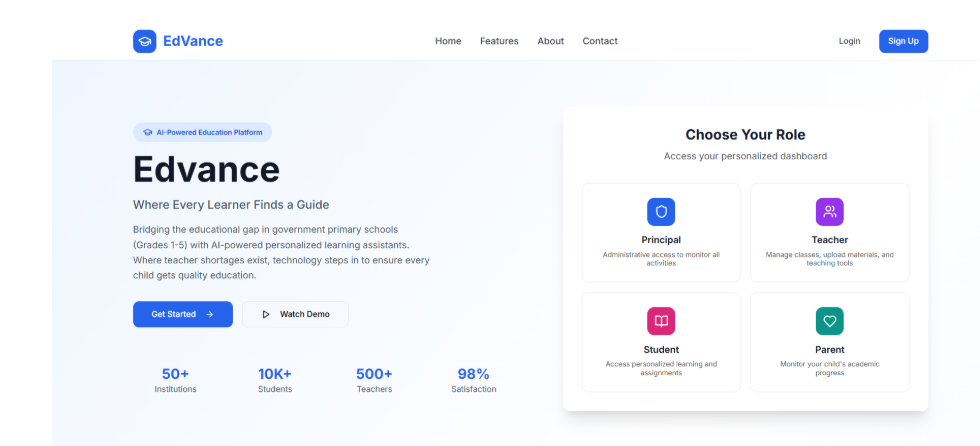 EdVance
Home Features About Contact
Login
Sign Up
AI-Powered Education Platform
Edvance
Where Every Learner Finds a Guide
Bridging the educational gap in government primary schools
(Grades 1-5) with AI-powered personalized learning assistants.
Where teacher shortages exist, technology steps in to ensure every
child gets quality education.
Get Started
Watch Demo
50+
Institutions
10K+
Students
500+
Teachers
98%
Satisfaction
Choose Your Role
Access your personalized dashboard
Principal
Administrative access to monitor all
activities
Teacher
Manage classes, upload materials, and
teaching tools
Student
Access personalized learning and
assignments
Parent
Monitor your child's academic
progress